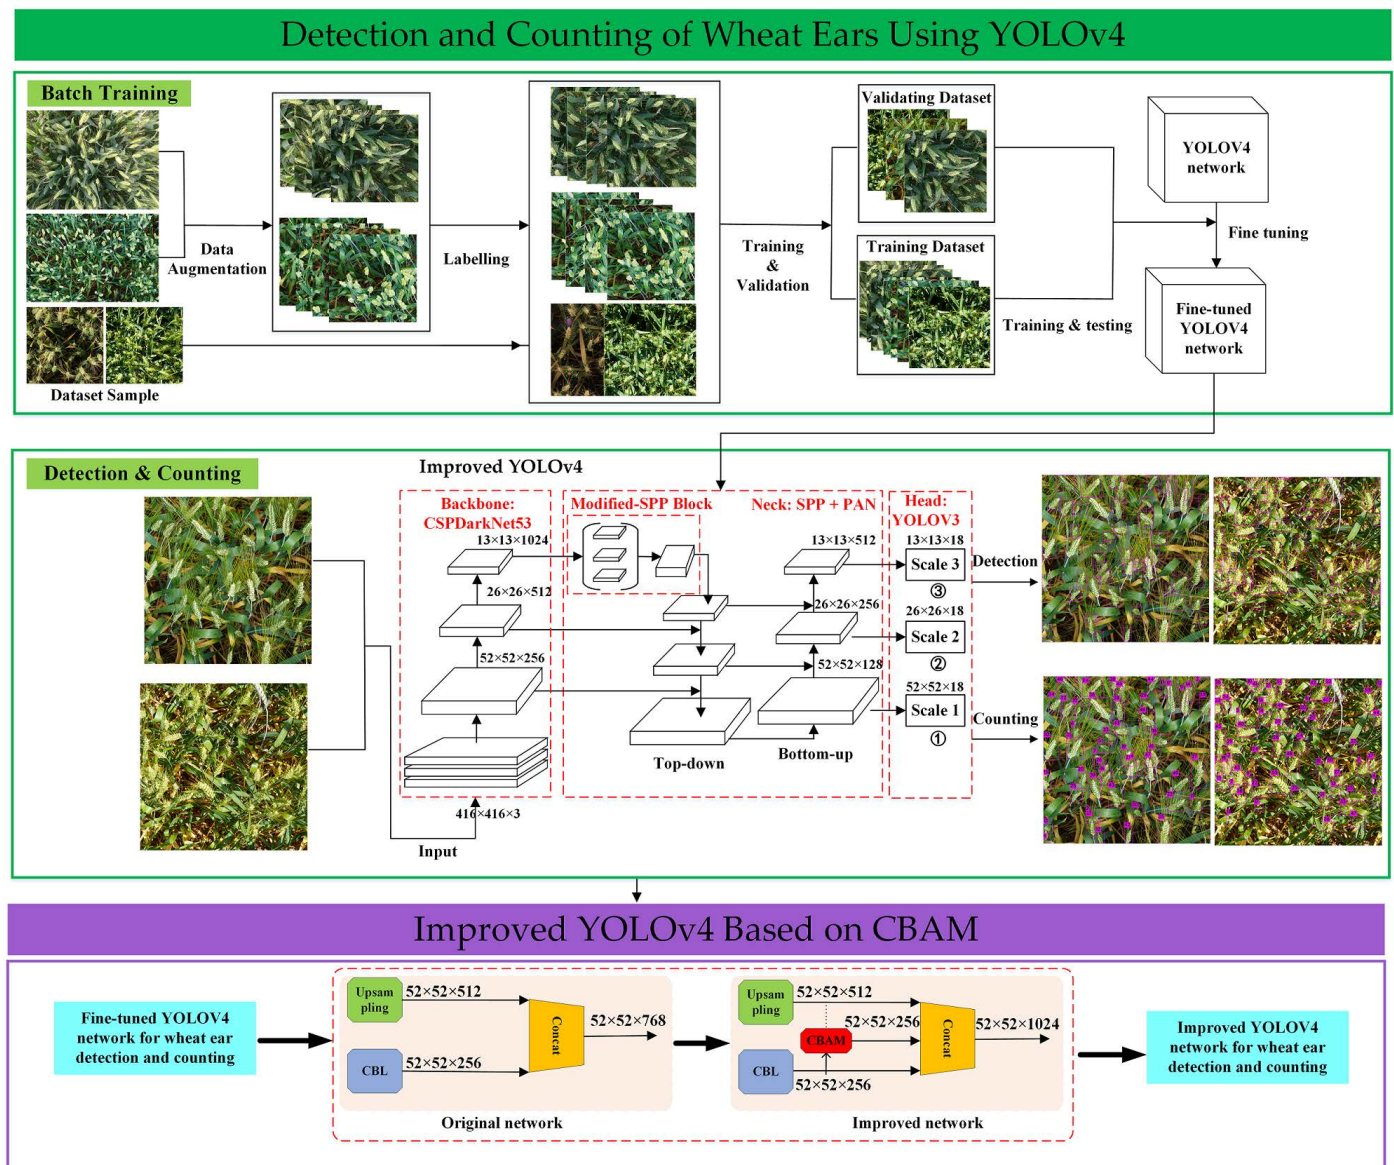 Detection and Counting of Wheat Ears Using YOLOv4
Batch Training
Data
Augmentation
Dataset Sample
Labelling
Training
&
Validation
Validating Dataset
Training Dataset
Training & testing
YOLOV4
network
Fine tuning
Fine-tuned
YOLOV4
network
Detection & Counting
Improved YOLOv4
Input
416×416×3
Backbone:
CSPDarkNet53
13×13×1024
26×26×512
52×52×256
Modified-SPP Block
Neck: SPP + PAN
13×13×512
26×26×256
52×52×128
Top-down
Bottom-up
Head:
YOLOV3
13×13×18
Scale 3
③
26×26×18
Scale 2
②
52×52×18
Scale 1
①
Detection
Counting
Improved YOLOv4 Based on CBAM
Fine-tuned YOLOV4
network for wheat ear
detection and counting
Upsam
pling
52×52×512
CBL
52×52×256
Concat
52×52×768
Original network
Upsam
pling
52×52×512
52×52×256
CBAM
CBL
52×52×256
Concat
52×52×1024
Improved network
Improved YOLOV4
network for wheat ear
detection and counting